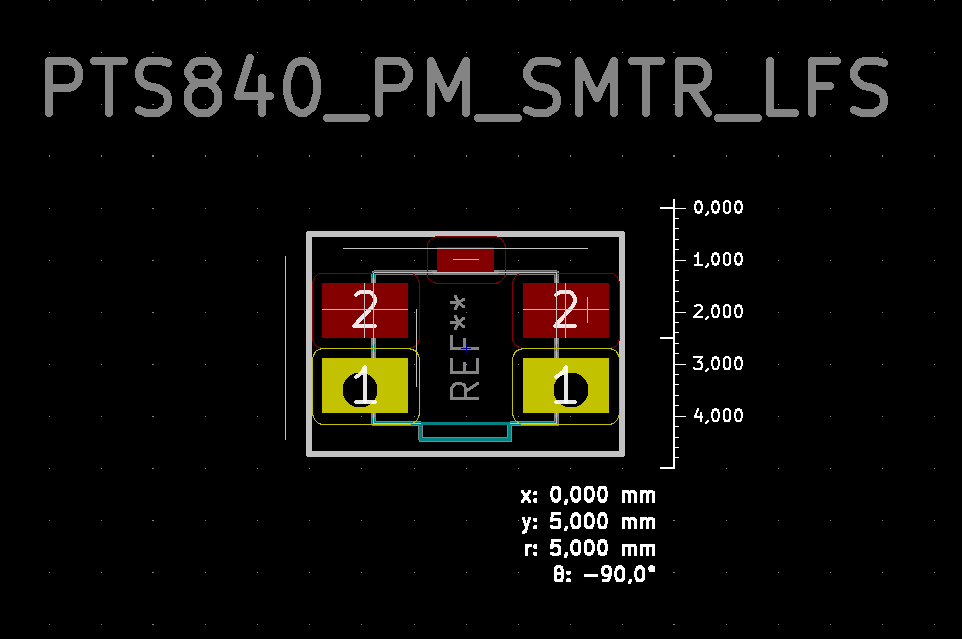 PTS840_PM_SMTR_LFS
0,000
1,000
2 REF** 2 2,000
1 1 3,000
4,000
x: 0,000 mm
y: 5,000 mm
r: 5,000 mm
θ: -90,0°